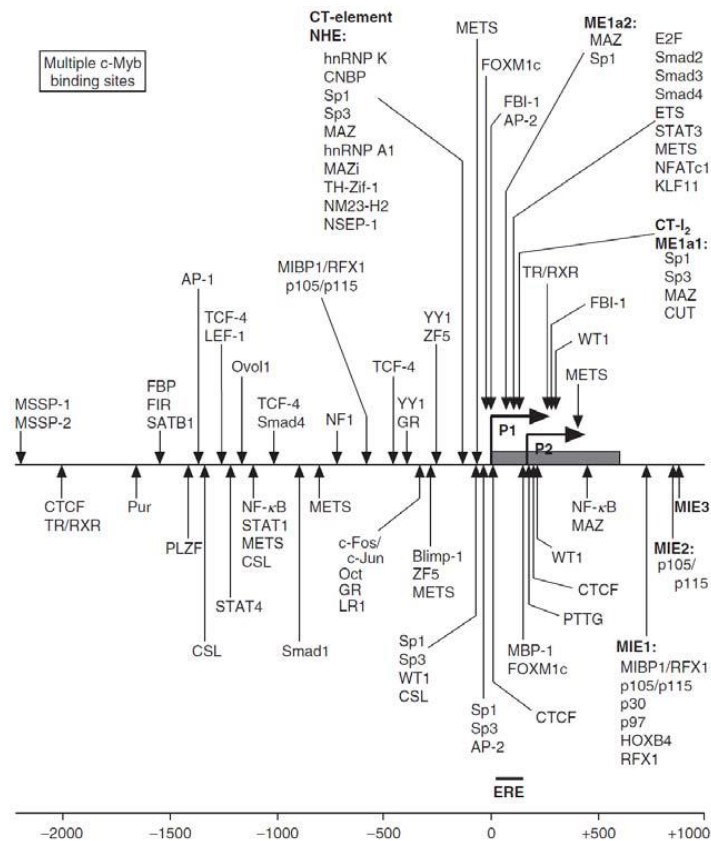 Multiple c-Myb
binding sites
CT-element
NHE:
hnRNP K
CNBP
Sp1
Sp3
MAZ
hnRNP A1
MAZi
TH-Zif-1
NM23-H2
NSEP-1
METS
FOXM1c
FBI-1
AP-2
ME1a2:
MAZ
Sp1
E2F
Smad2
Smad3
Smad4
ETS
STAT3
METS
NFATc1
KLF11
CT-I₂
ME1a1:
Sp1
Sp3
MAZ
CUT
TR/RXR
FBI-1
WT1
METS
MSSP-1
MSSP-2
FBP
FIR
SATB1
AP-1
TCF-4
LEF-1
Ovol1
TCF-4
Smad4
NF1
MIBP1/RFX1
p105/p115
TCF-4
YY1
GR
YY1
ZF5
P1
P2
CTCF
TR/RXR
Pur
PLZF
CSL
STAT4
NF-κB
STAT1
METS
CSL
Smad1
METS
c-Fos/
c-Jun
Oct
GR
LR1
Blimp-1
ZF5
METS
Sp1
Sp3
WT1
CSL
Sp1
Sp3
AP-2
CTCF
MBP-1
FOXM1c
PTTG
CTCF
WT1
NF-κB
MAZ
MIE1:
MIBP1/RFX1
p105/p115
p30
p97
HOXB4
RFX1
MIE2:
p105/
p115
MIE3
ERE
−2000
−1500
−1000
−500
0
+500
+1000